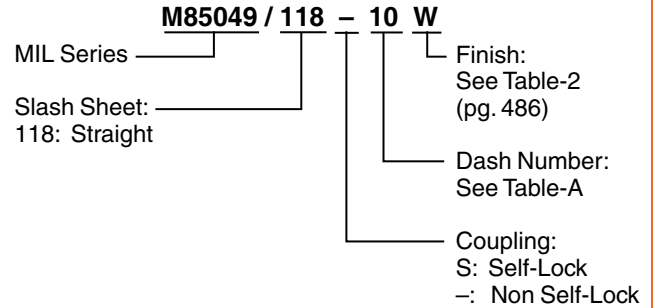 M85049 / 118 – 10 W
MIL Series
Slash Sheet:
118: Straight
Finish:
See Table-2
(pg. 486)
Dash Number:
See Table-A
Coupling:
S: Self-Lock
–: Non Self-Lock